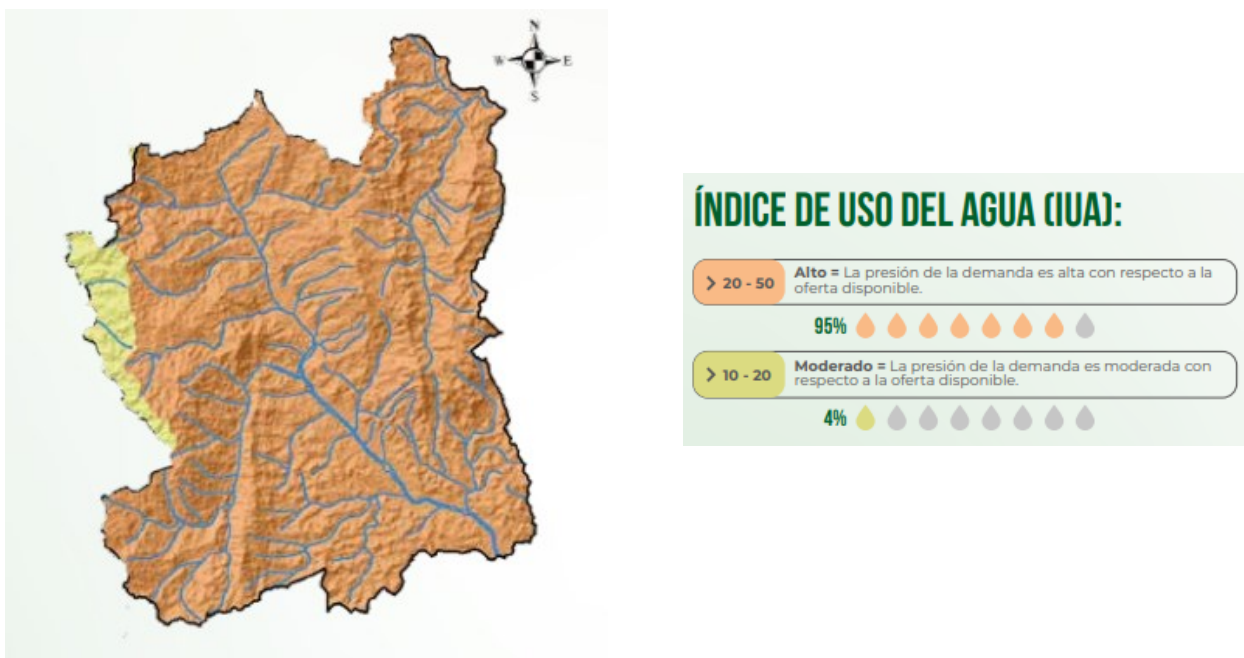 N
W
E
S
ÍNDICE DE USO DEL AGUA (IUA):
> 20 - 50
Alto = La presión de la demanda es alta con respecto a la
oferta disponible.
95%
> 10 - 20
Moderado = La presión de la demanda es moderada con
respecto a la oferta disponible.
4%